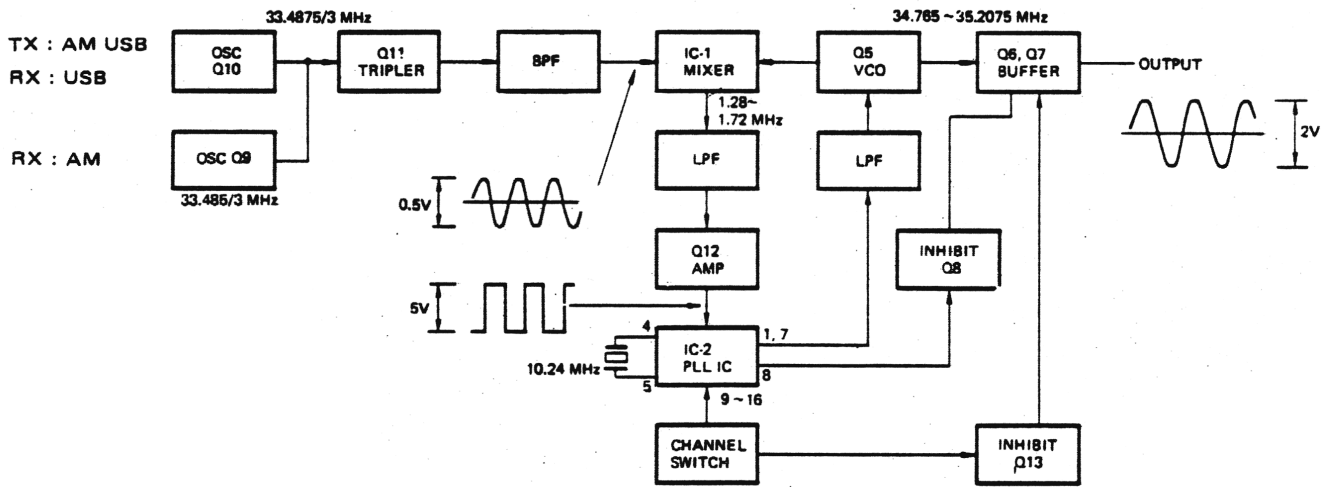 33.4875/3 MHz
34.765 ~ 35.2075 MHz
TX : AM USB
RX : USB
OSC
Q10
Q11
TRIPLER
BPF
IC-1
MIXER
Q5
VCO
Q6, Q7
BUFFER
OUTPUT
1.28~
1.72 MHz
2V
RX : AM
OSC Q9
33.485/3 MHz
LPF
LPF
0.5V
Q12
AMP
INHIBIT
Q8
5V
4
1, 7
IC-2
PLL IC
10.24 MHz
5
8
9 ~ 16
CHANNEL
SWITCH
INHIBIT
Q13